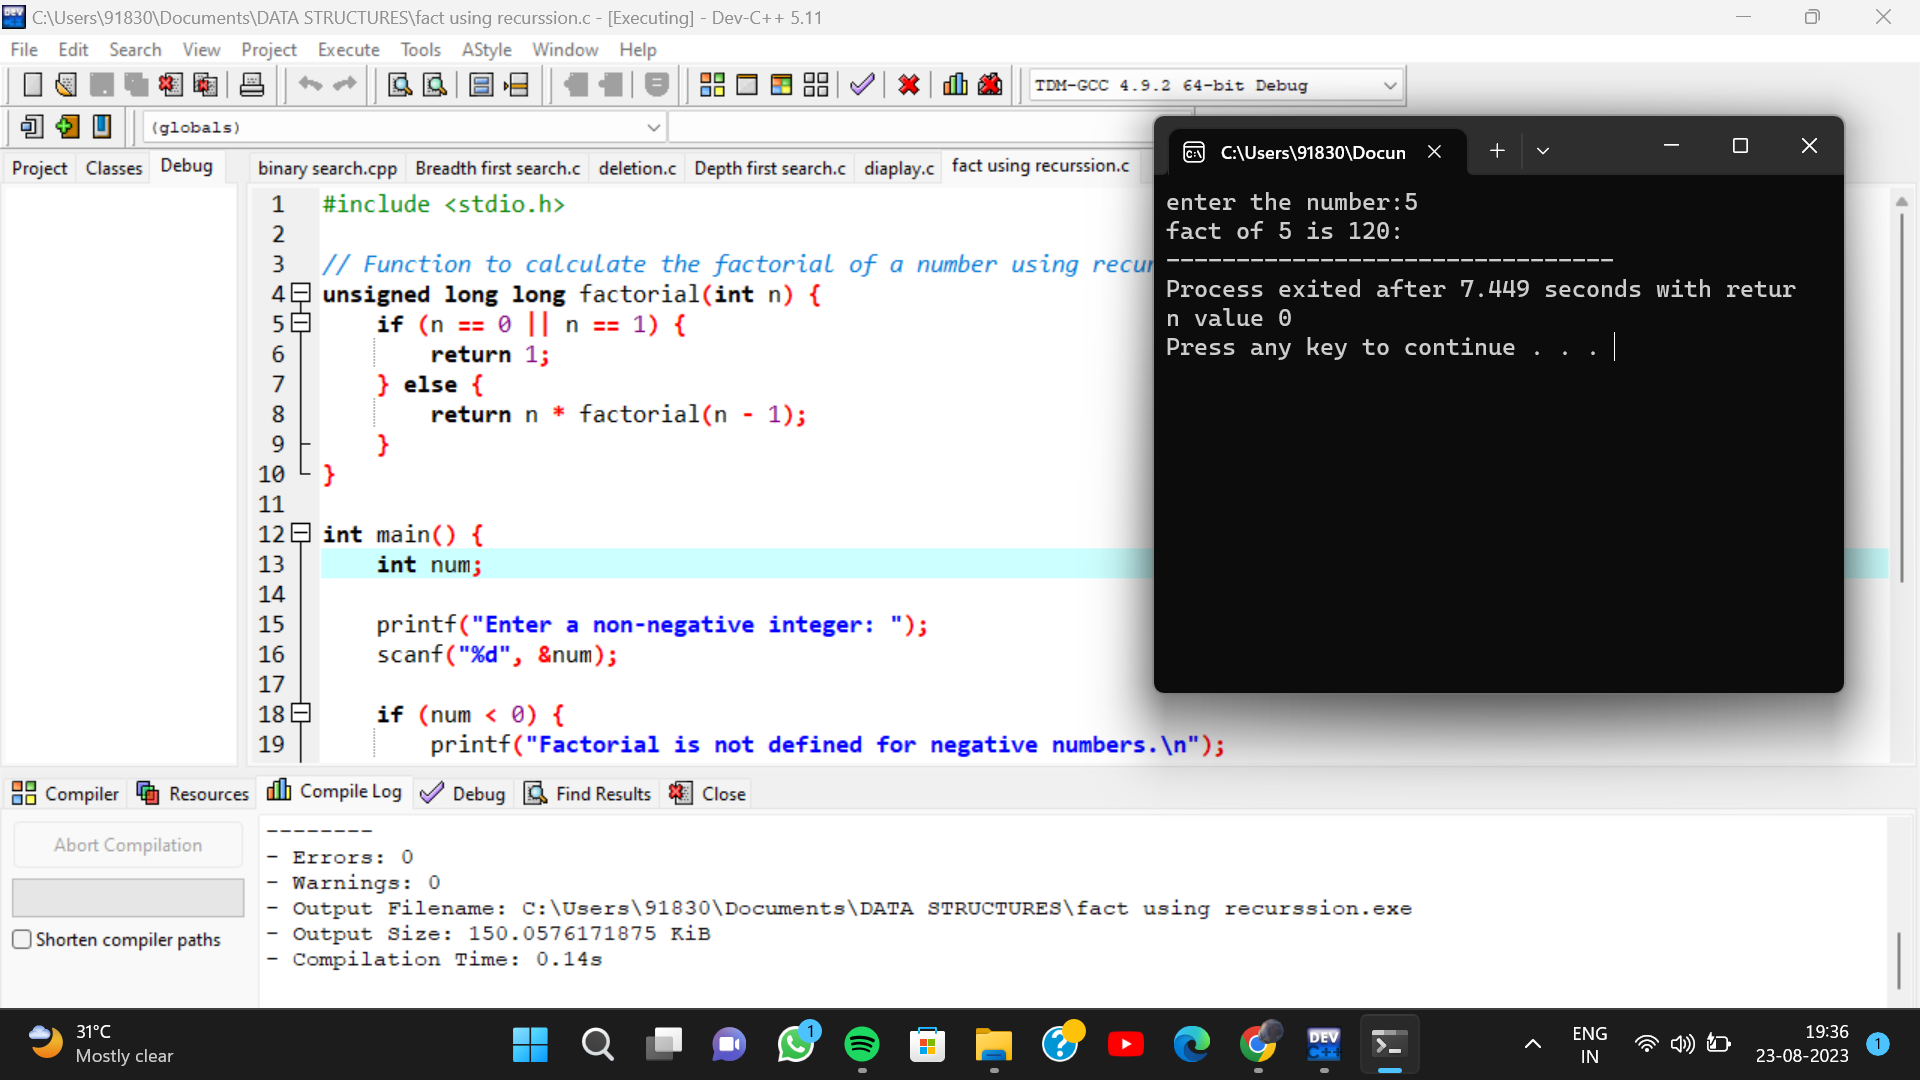 C:\Users\91830\Documents\DATA STRUCTURES\fact using recurssion.c - [Executing] - Dev-C++ 5.11
File Edit Search View Project Execute Tools AStyle Window Help
TDM-GCC 4.9.2 64-bit Debug
(globals)
Project Classes Debug
binary search.cpp Breadth first search.c deletion.c Depth first search.c diaplay.c fact using recurssion.c
1 #include <stdio.h>
2
3 // Function to calculate the factorial of a number using recur
4 unsigned long long factorial(int n) {
5 if (n == 0 || n == 1) {
6 return 1;
7 } else {
8 return n * factorial(n - 1);
9 }
10 }
11
12 int main() {
13 int num;
14
15 printf("Enter a non-negative integer: ");
16 scanf("%d", &num);
17
18 if (num < 0) {
19 printf("Factorial is not defined for negative numbers.\n");
C:\Users\91830\Docun
enter the number:5
fact of 5 is 120:
--------------------------------
Process exited after 7.449 seconds with retur
n value 0
Press any key to continue . . .
Compiler Resources Compile Log Debug Find Results Close
Abort Compilation
Shorten compiler paths
--------
- Errors: 0
- Warnings: 0
- Output Filename: C:\Users\91830\Documents\DATA STRUCTURES\fact using recurssion.exe
- Output Size: 150.0576171875 KiB
- Compilation Time: 0.14s
31°C
Mostly clear
1
DEV
C++
ENG
IN
19:36
23-08-2023
1